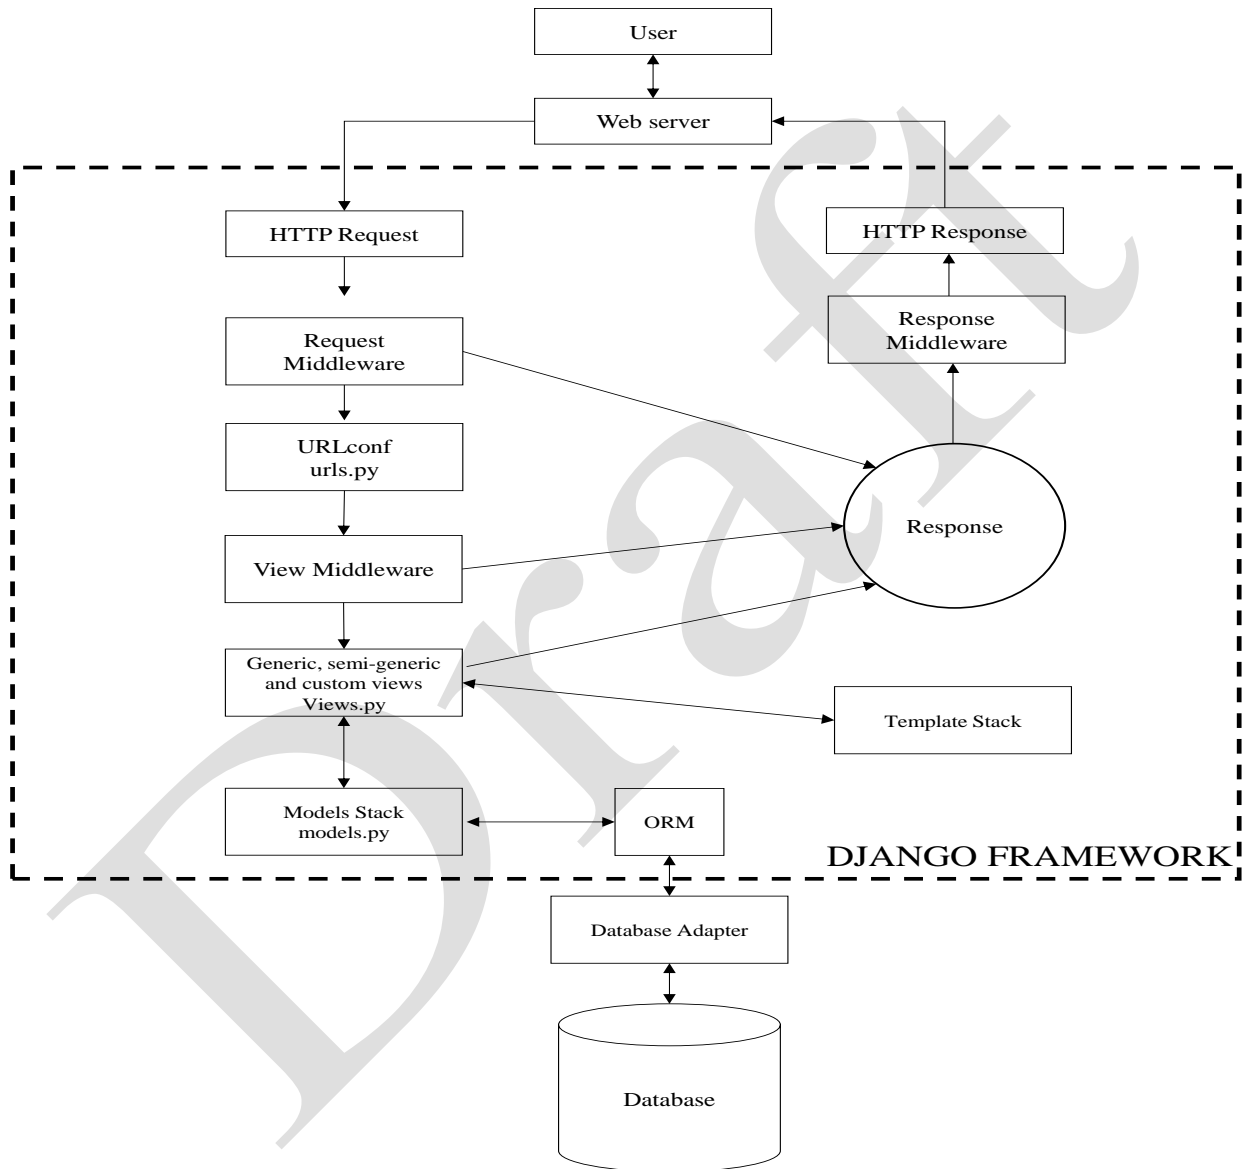 User
Web server
HTTP Request
HTTP Response
Request
Middleware
Response
Middleware
URLconf
urls.py
Response
View Middleware
Generic, semi-generic
and custom views
Views.py
Template Stack
Models Stack
models.py
ORM
DJANGO FRAMEWORK
Database Adapter
Database
Draft